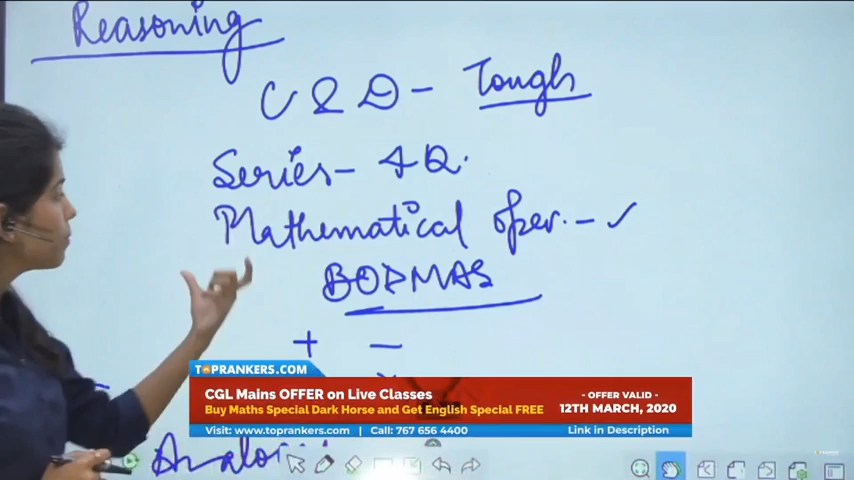 Reasoning
C & D - Tough
Series - 4Q.
Mathematical oper. - ✓
BODMAS
+ -
TOPRANKERS.COM
CGL Mains OFFER on Live Classes
Buy Maths Special Dark Horse and Get English Special FREE
- OFFER VALID -
12TH MARCH, 2020
Visit: www.toprankers.com | Call: 767 656 4400
Link in Description